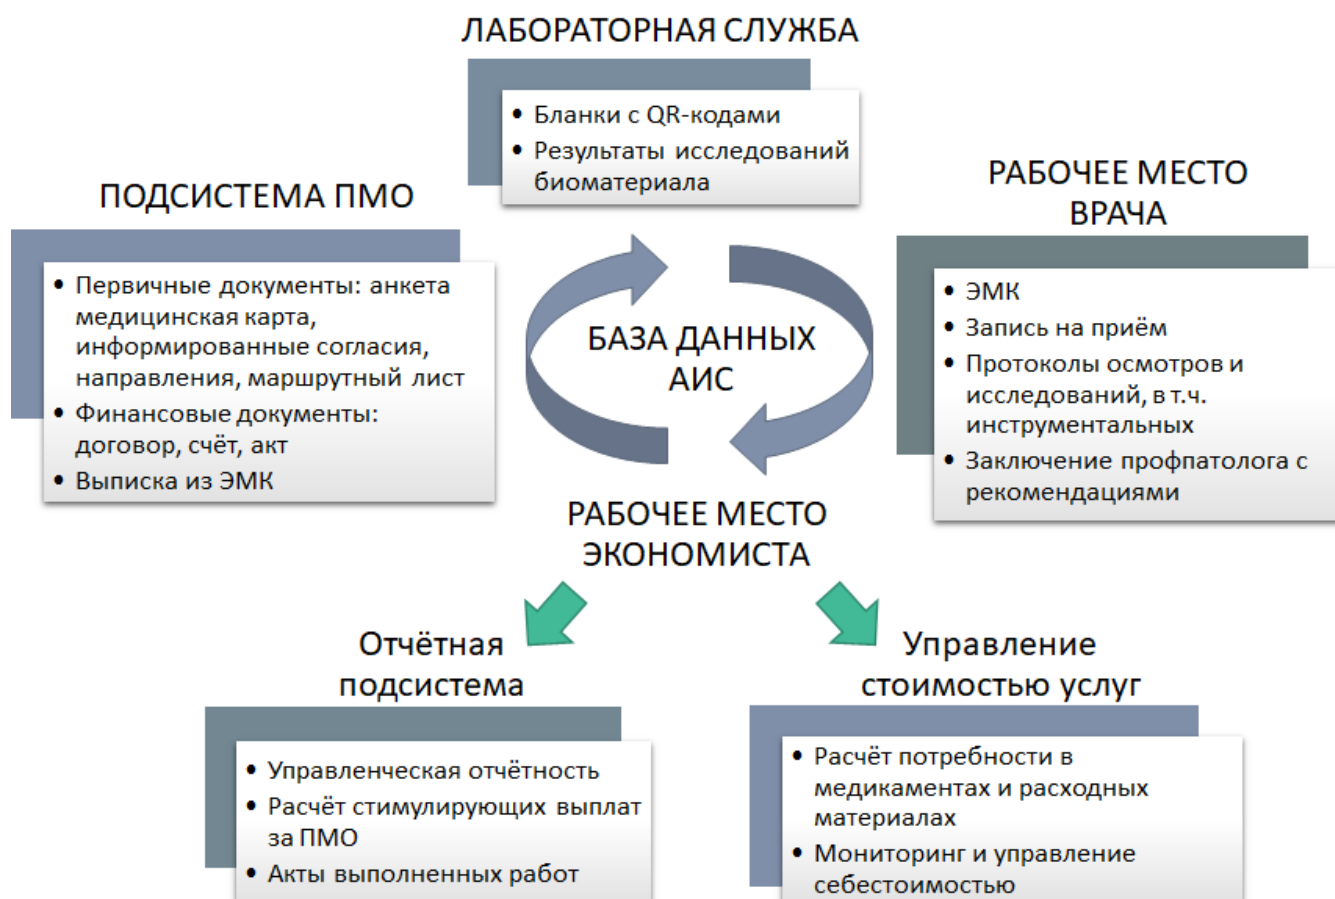 ЛАБОРАТОРНАЯ СЛУЖБА
• Бланки с QR-кодами
• Результаты исследований
биоматериала
ПОДСИСТЕМА ПМО
• Первичные документы: анкета
медицинская карта,
информированные согласия,
направления, маршрутный лист
• Финансовые документы:
договор, счёт, акт
• Выписка из ЭМК
БАЗА ДАННЫХ
АИС
РАБОЧЕЕ МЕСТО
ВРАЧА
• ЭМК
• Запись на приём
• Протоколы осмотров и
исследований, в т.ч.
инструментальных
• Заключение профпатолога с
рекомендациями
РАБОЧЕЕ МЕСТО
ЭКОНОМИСТА
Отчётная
подсистема
• Управленческая отчётность
• Расчёт стимулирующих выплат
за ПМО
• Акты выполненных работ
Управление
стоимостью услуг
• Расчёт потребности в
медикаментах и расходных
материалах
• Мониторинг и управление
себестоимостью